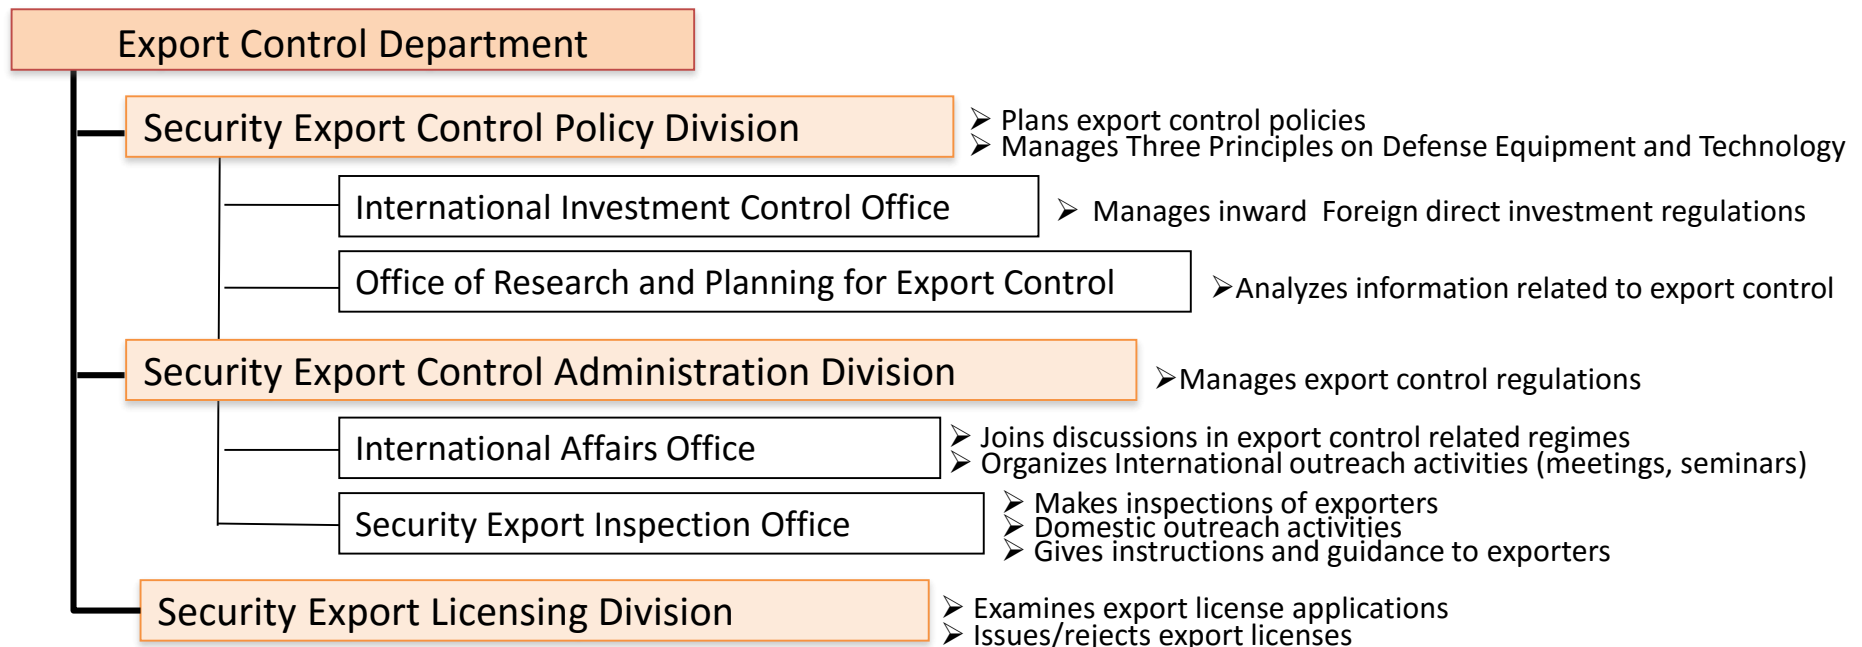 Export Control Department
Security Export Control Policy Division
➢ Plans export control policies
➢ Manages Three Principles on Defense Equipment and Technology
International Investment Control Office
➢ Manages inward Foreign direct investment regulations
Office of Research and Planning for Export Control
➢Analyzes information related to export control
Security Export Control Administration Division
➢Manages export control regulations
International Affairs Office
➢ Joins discussions in export control related regimes
➢ Organizes International outreach activities (meetings, seminars)
Security Export Inspection Office
➢ Makes inspections of exporters
➢ Domestic outreach activities
➢ Gives instructions and guidance to exporters
Security Export Licensing Division
➢ Examines export license applications
➢ Issues/rejects export licenses